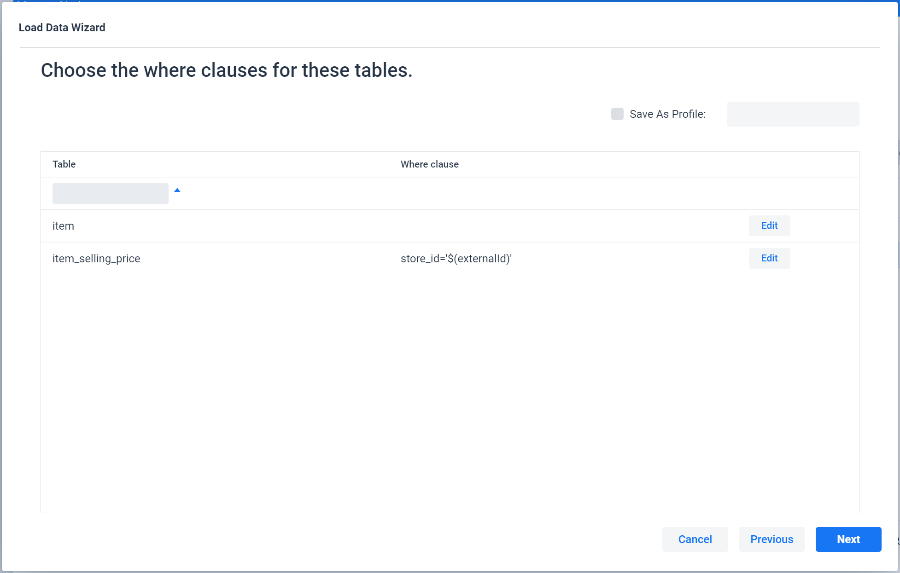 Load Data Wizard
Choose the where clauses for these tables.
Save As Profile:
Table Where clause
item Edit
item_selling_price store_id='$(externalId)' Edit
Cancel Previous Next